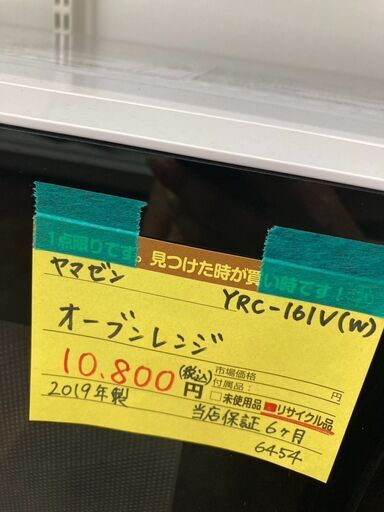 1点限りです。見つけた時が買い時です!
ヤマゼン
YRC-161V(W)
オーブンレンジ
市場価格 円
付属品:
10.800(税込)円
□未使用品 ■リサイクル品
2019年製 当店保証 6ヶ月
6454